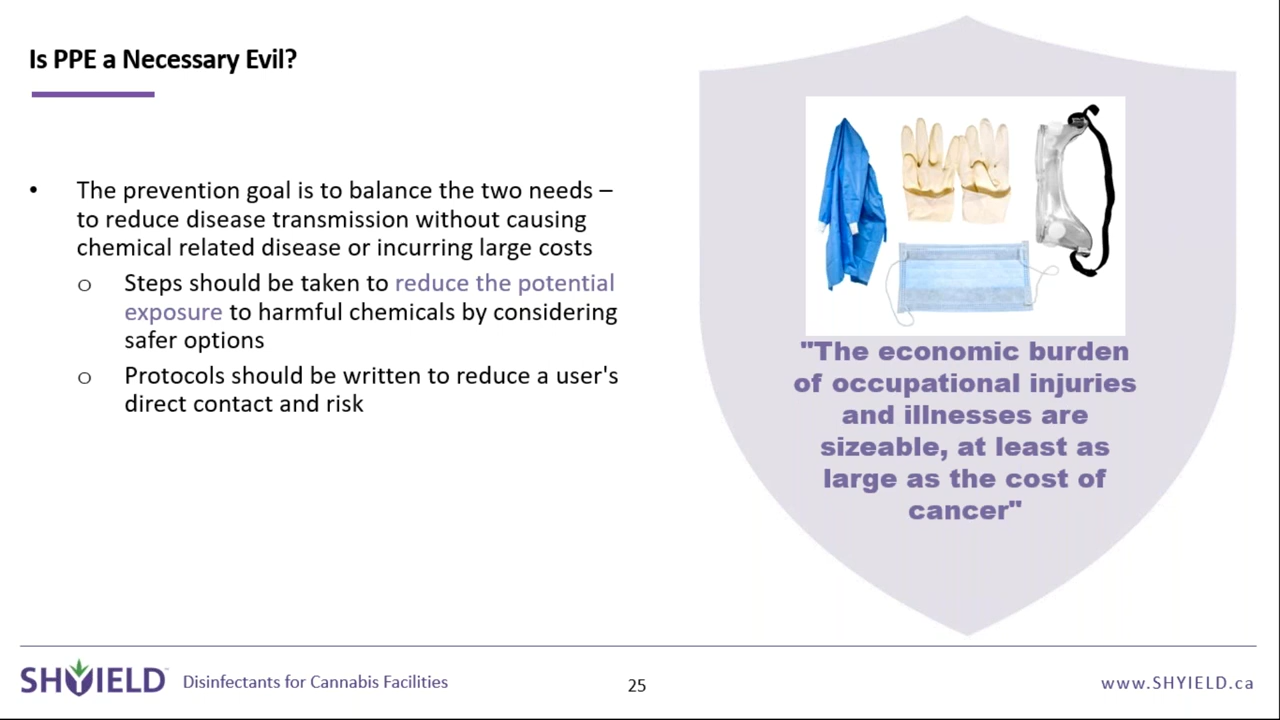 Is PPE a Necessary Evil?
• The prevention goal is to balance the two needs –
to reduce disease transmission without causing
chemical related disease or incurring large costs
o Steps should be taken to reduce the potential
exposure to harmful chemicals by considering
safer options
o Protocols should be written to reduce a user's
direct contact and risk
"The economic burden
of occupational injuries
and illnesses are
sizeable, at least as
large as the cost of
cancer"
SHYIELD™ Disinfectants for Cannabis Facilities
25
www.SHYIELD.ca